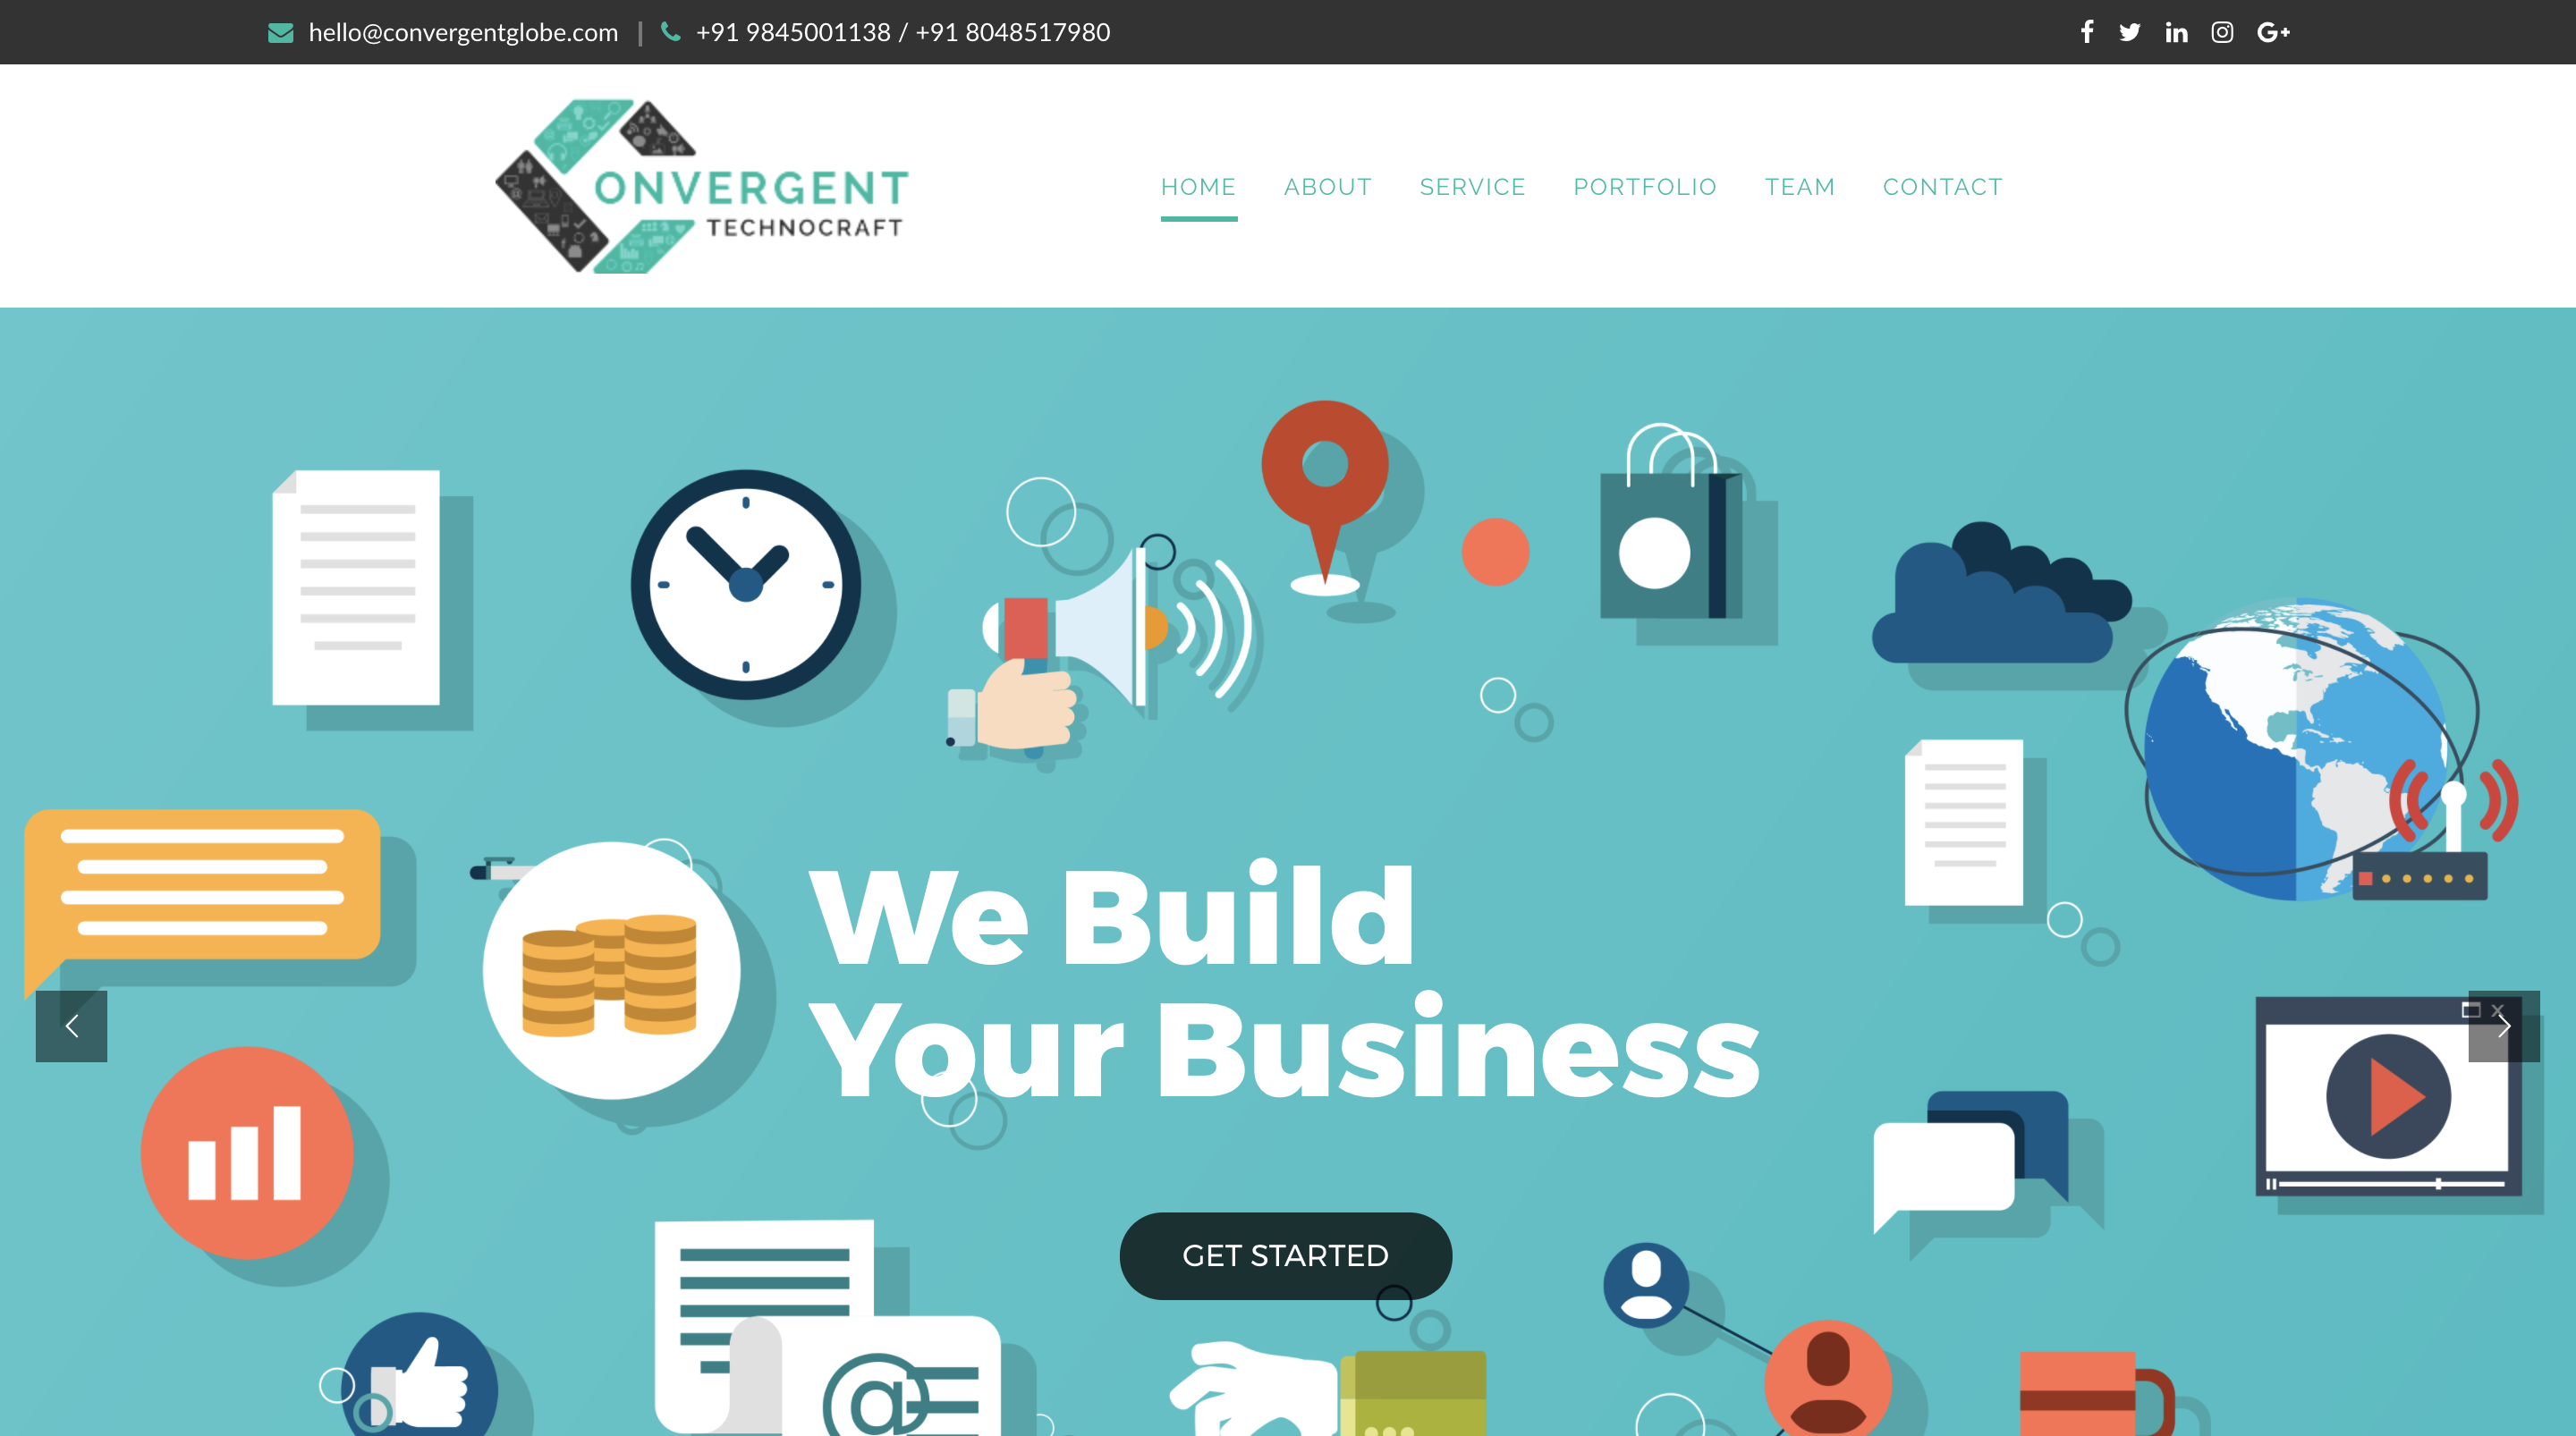 hello@convergentglobe.com | +91 9845001138 / +91 8048517980
ONVERGENT
TECHNOCRAFT
HOME ABOUT SERVICE PORTFOLIO TEAM CONTACT
We Build
Your Business
GET STARTED
@